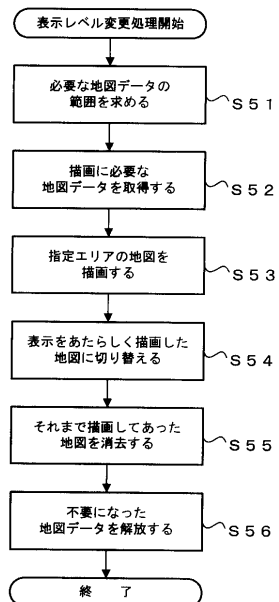 表示レベル変更処理開始
必要な地図データの
範囲を求める
S51
描画に必要な
地図データを取得する
S52
指定エリアの地図を
描画する
S53
表示をあたらしく描画した
地図に切り替える
S54
それまで描画してあった
地図を消去する
S55
不要になった
地図データを解放する
S56
終 了